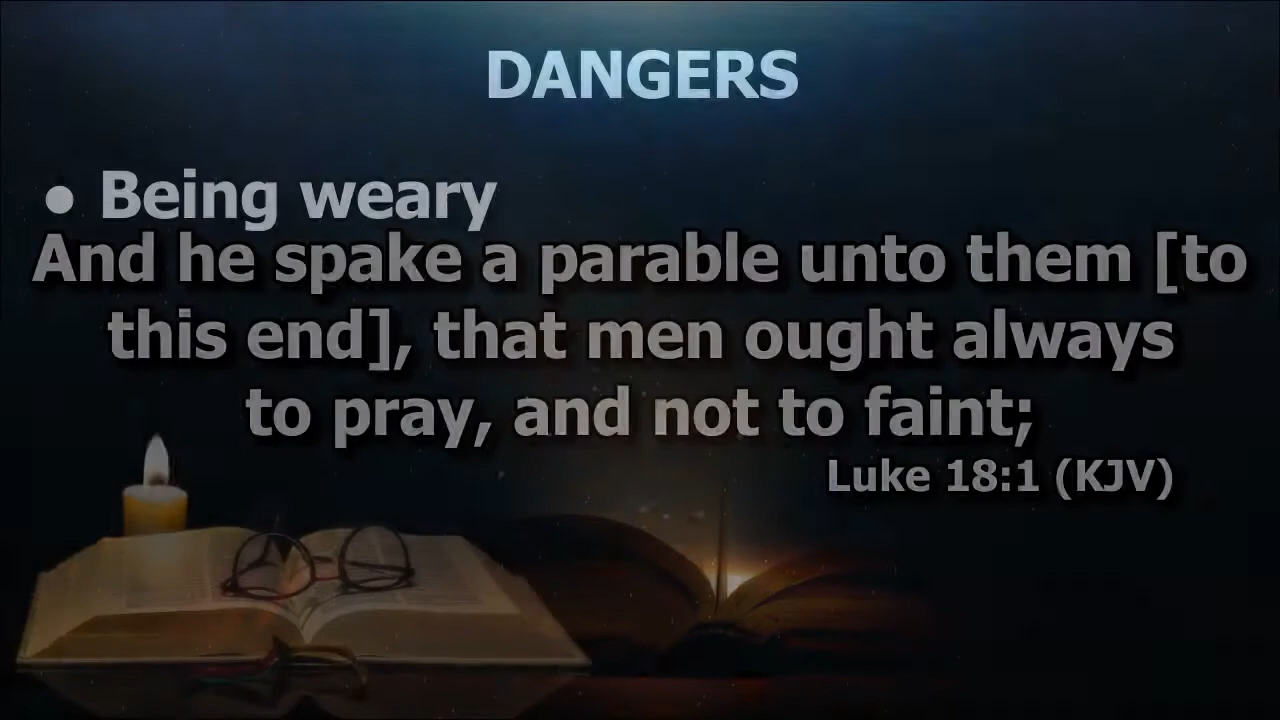 DANGERS
● Being weary
And he spake a parable unto them [to
this end], that men ought always
to pray, and not to faint;
Luke 18:1 (KJV)